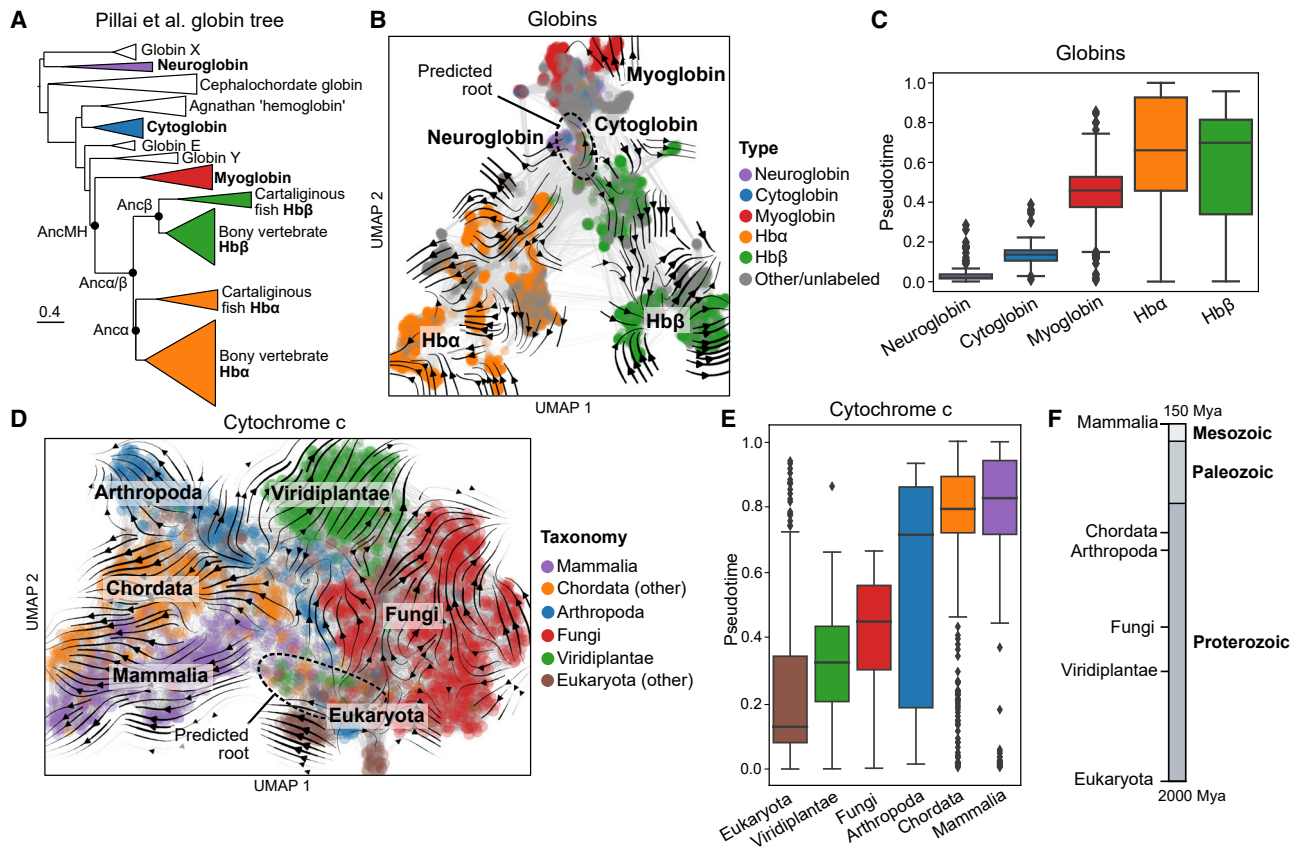 A
Pillai et al. globin tree
Globin X
Neuroglobin
Cephalochordate globin
Agnathan 'hemoglobin'
Cytoglobin
Globin E
Globin Y
Myoglobin
Cartaliginous
fish Hbβ
Ancβ
Bony vertebrate
Hbβ
AncMH
Ancα/β
Cartaliginous
fish Hbα
0.4
Ancα
Bony vertebrate
Hbα
B
Globins
Predicted
root
Myoglobin
Neuroglobin
Cytoglobin
Hbα
Hbβ
UMAP 2
UMAP 1
Type
Neuroglobin
Cytoglobin
Myoglobin
Hbα
Hbβ
Other/unlabeled
C
Globins
Pseudotime
1.0
0.8
0.6
0.4
0.2
0.0
Neuroglobin
Cytoglobin
Myoglobin
Hbα
Hbβ
D
Cytochrome c
Arthropoda
Viridiplantae
Chordata
Fungi
Mammalia
Eukaryota
Predicted
root
UMAP 2
UMAP 1
Taxonomy
Mammalia
Chordata (other)
Arthropoda
Fungi
Viridiplantae
Eukaryota (other)
E
Cytochrome c
Pseudotime
1.0
0.8
0.6
0.4
0.2
0.0
Eukaryota
Viridiplantae
Fungi
Arthropoda
Chordata
Mammalia
F
150 Mya
Mammalia
Mesozoic
Paleozoic
Chordata
Arthropoda
Fungi
Proterozoic
Viridiplantae
Eukaryota
2000 Mya